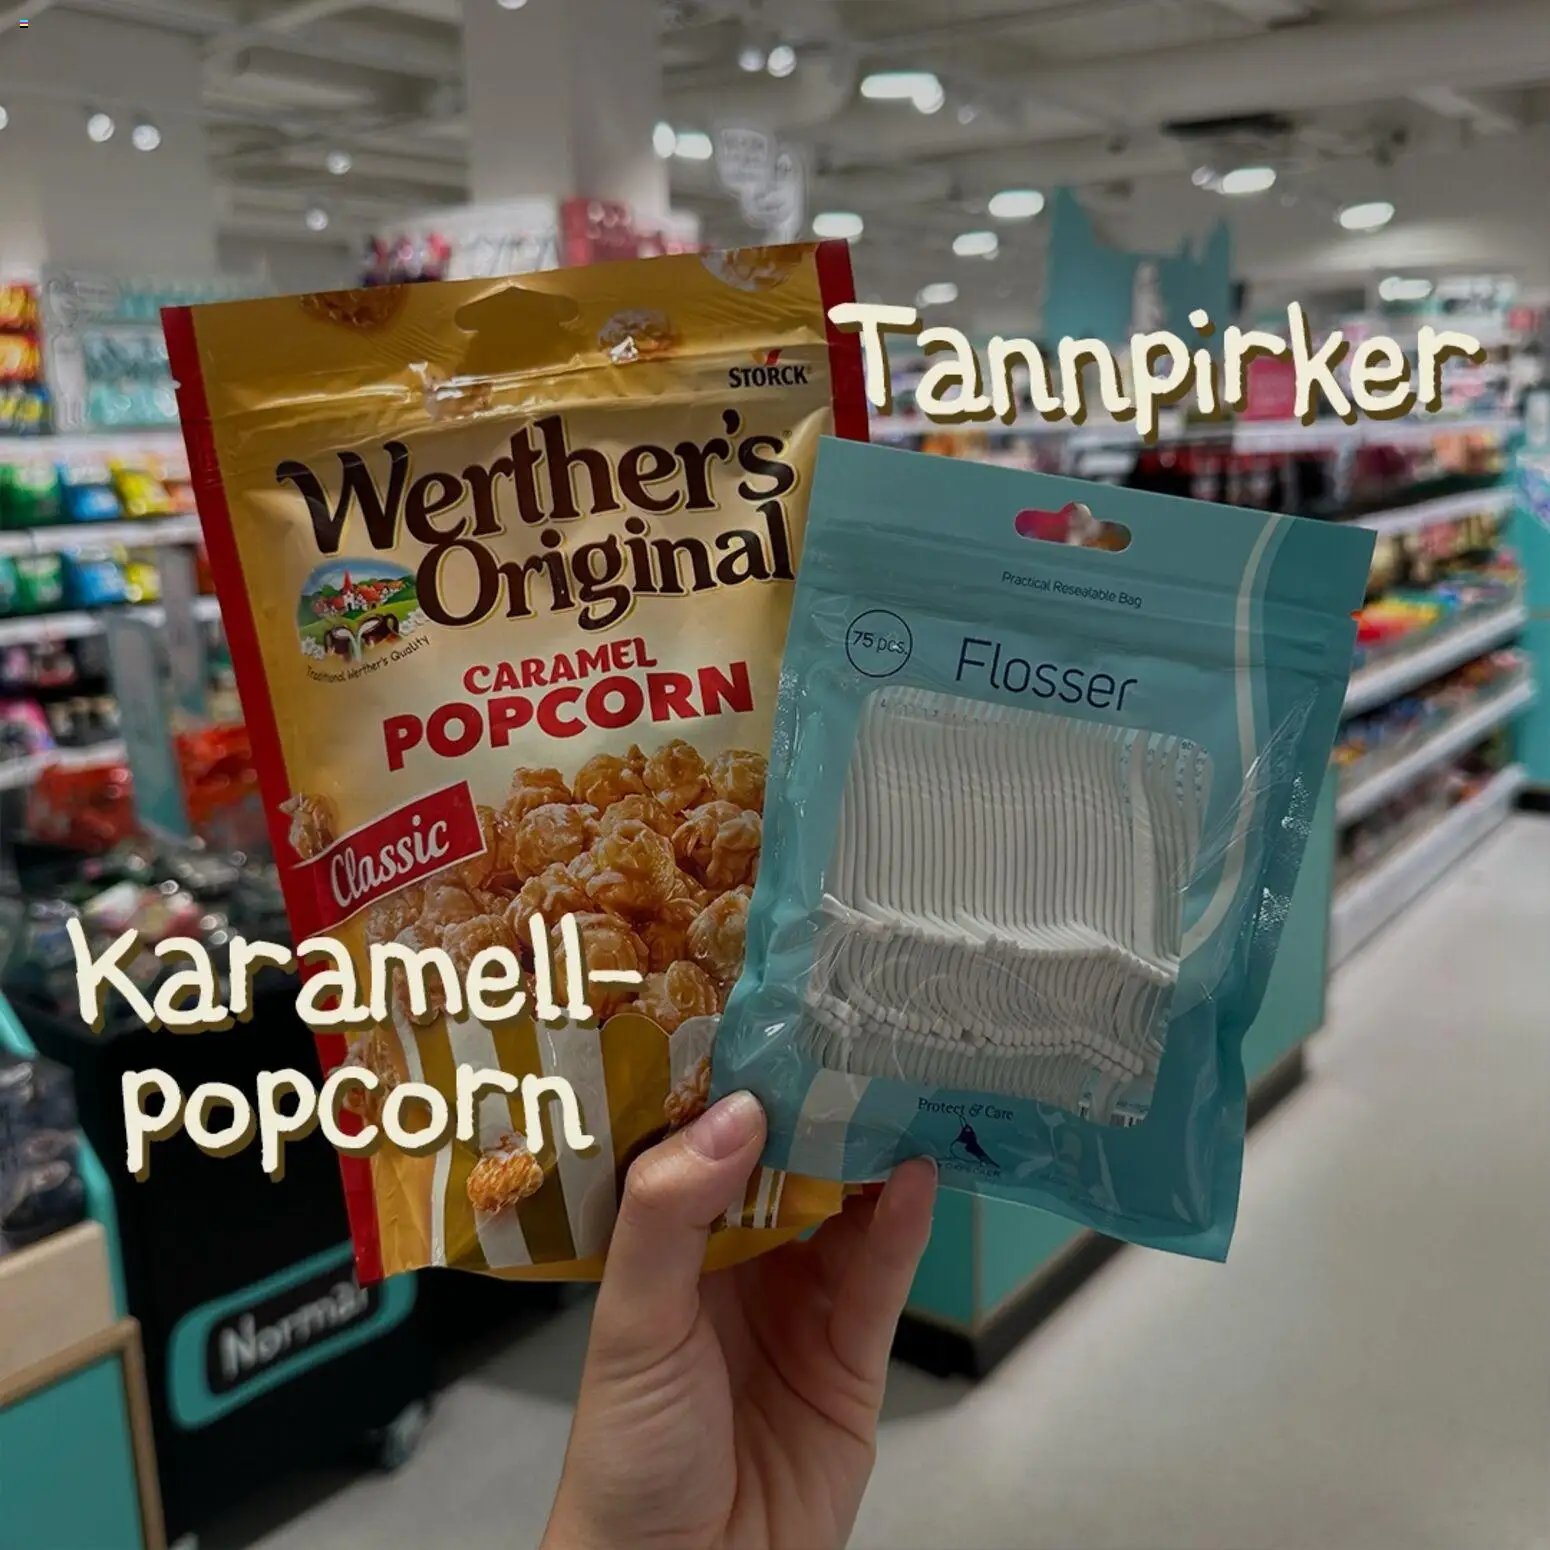 STORCK
Werther's
Original
Traditional Werther's Quality
CARAMEL
POPCORN
Classic
Karamell-
popcorn
Tannpirker
Practical Resealable Bag
75 pcs.
Flosser
Protect & Care
Normal